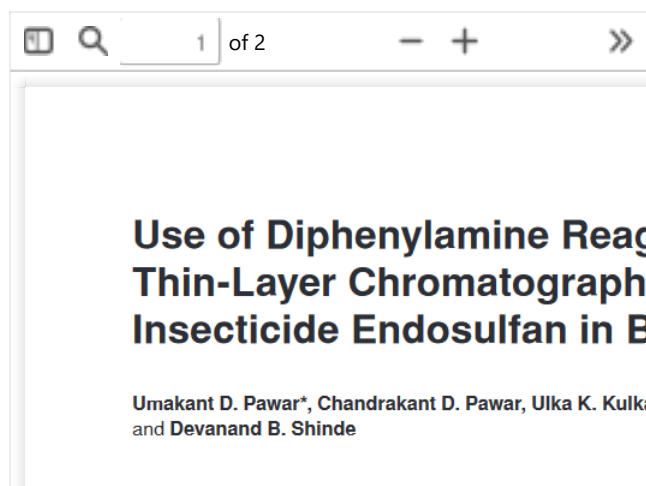 1 of 2
Use of Diphenylamine Reag
Thin-Layer Chromatograph
Insecticide Endosulfan in B
Umakant D. Pawar*, Chandrakant D. Pawar, Ulka K. Kulka
and Devanand B. Shinde